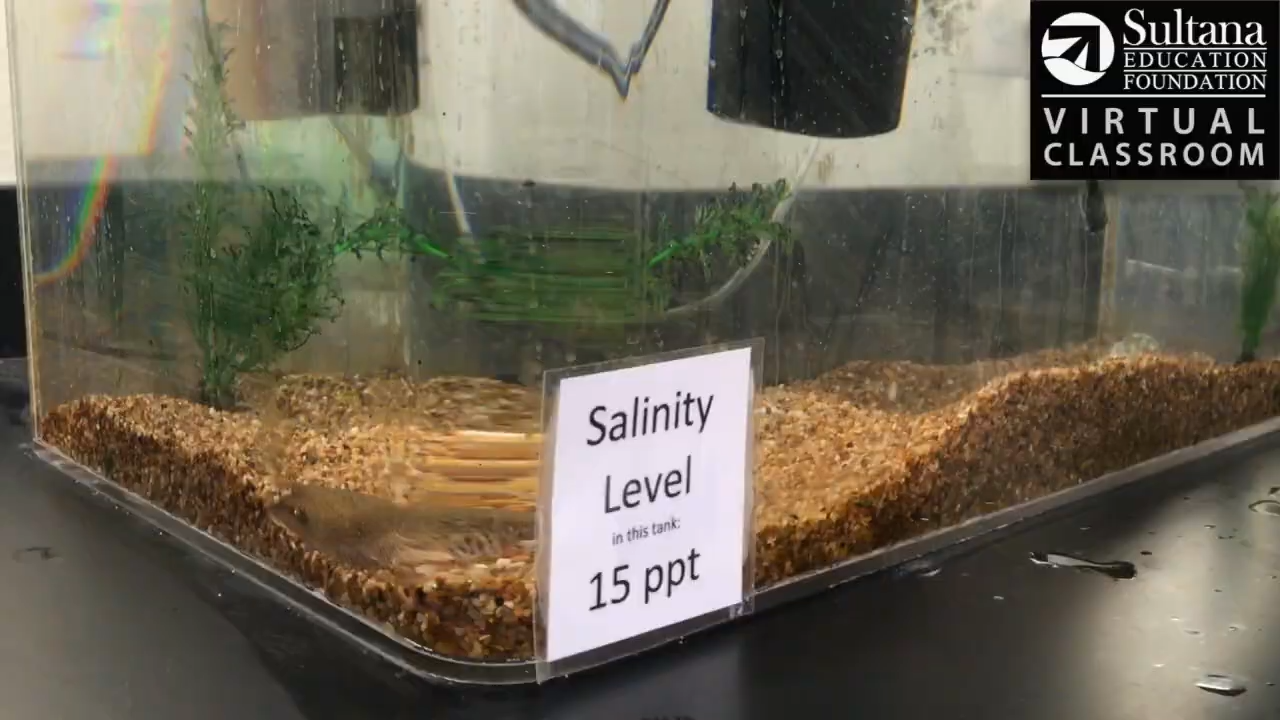 Sultana
EDUCATION
FOUNDATION
VIRTUAL
CLASSROOM
Salinity
Level
in this tank:
15 ppt